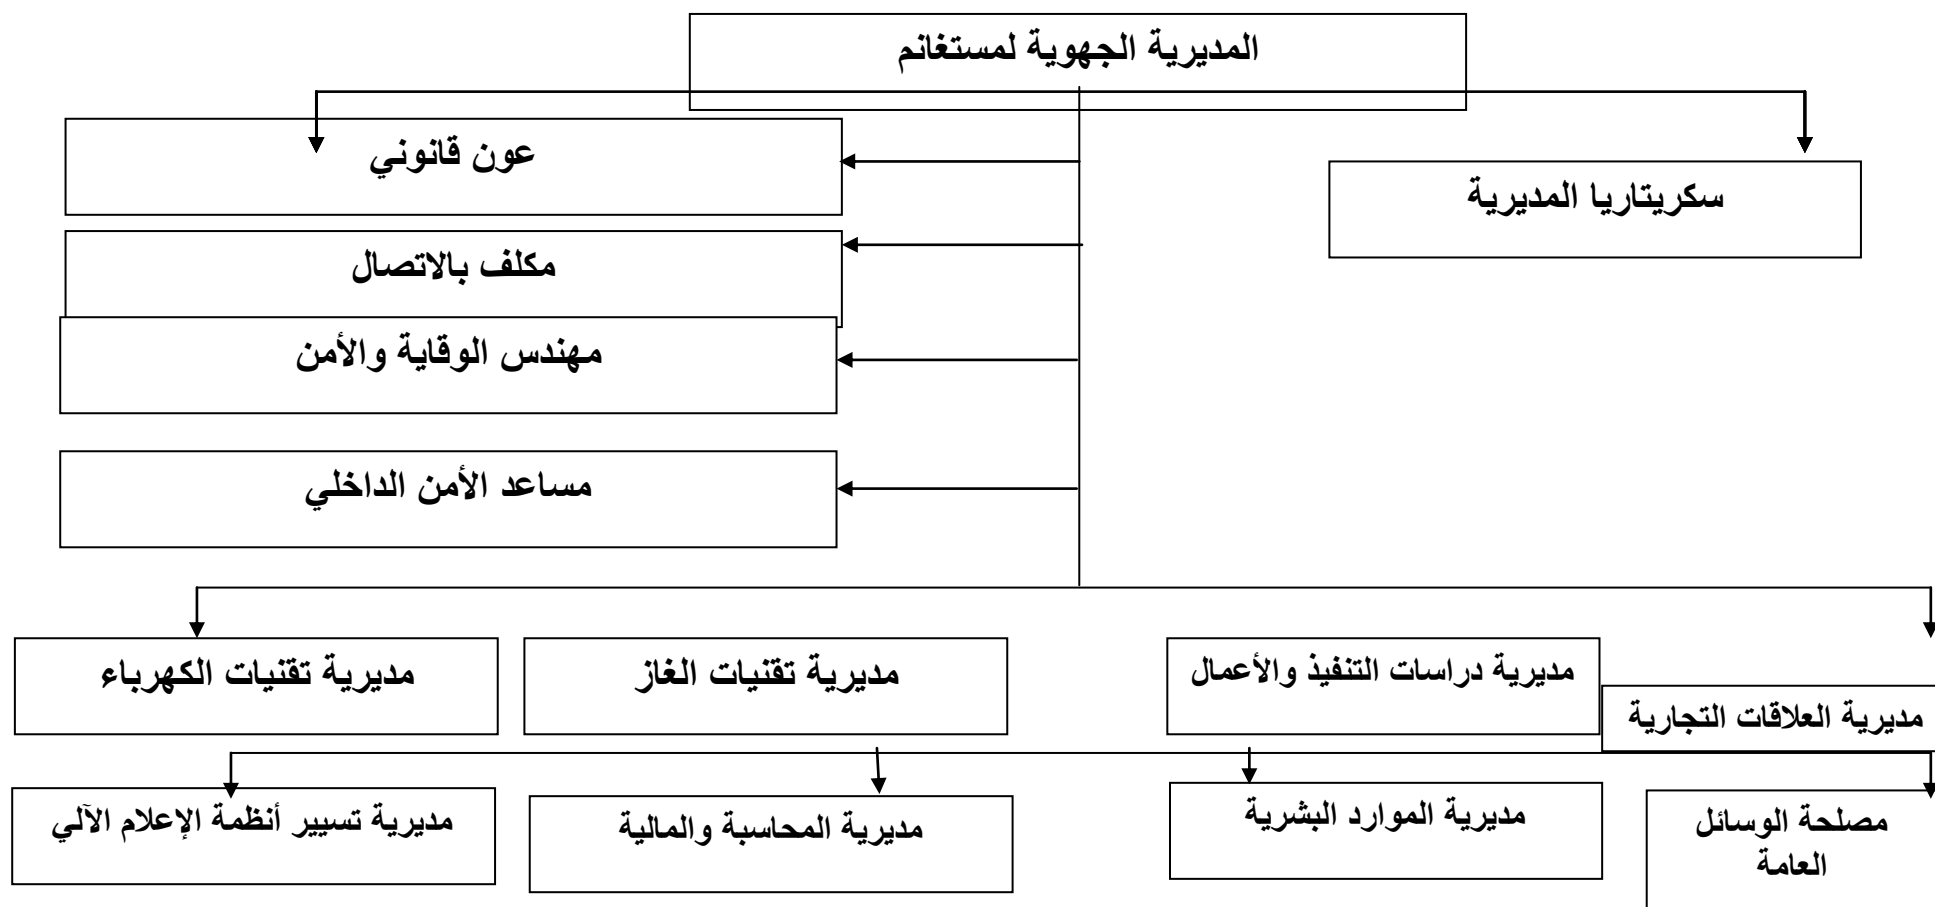 المديرية الجهوية لمستغانم
سكريتاريا المديرية
عون قانوني
مكلف بالاتصال
مهندس الوقاية والأمن
مساعد الأمن الداخلي
مديرية العلاقات التجارية
مديرية دراسات التنفيذ والأعمال
مديرية تقنيات الغاز
مديرية تقنيات الكهرباء
مصلحة الوسائل
العامة
مديرية الموارد البشرية
مديرية المحاسبة والمالية
مديرية تسيير أنظمة الإعلام الآلي